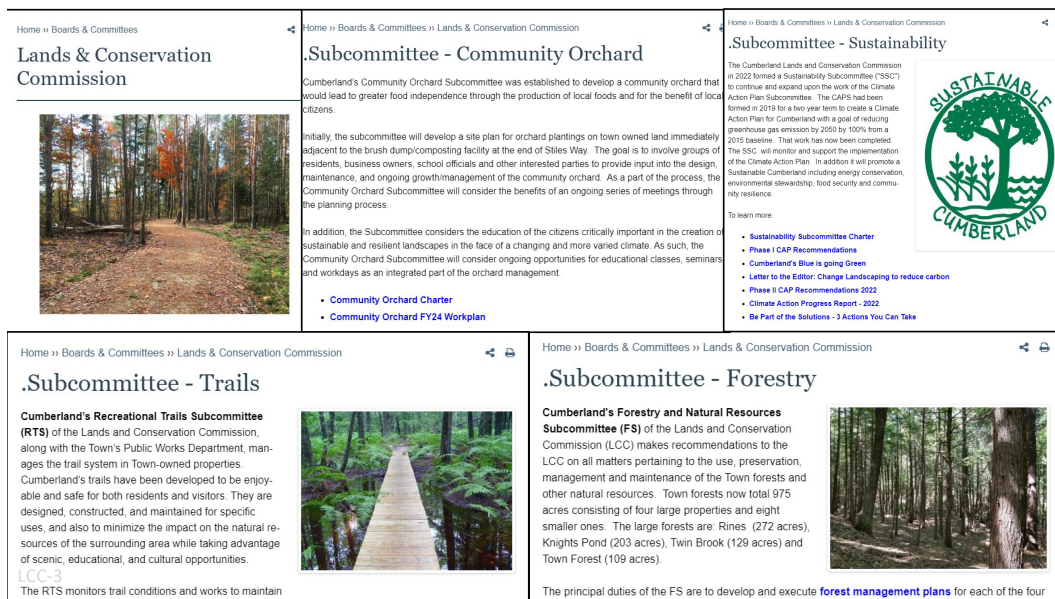 Home ›› Boards & Committees
Lands & Conservation
Commission
Home ›› Boards & Committees ›› Lands & Conservation Commission
.Subcommittee - Community Orchard
Cumberland's Community Orchard Subcommittee was established to develop a community orchard that
would lead to greater food independence through the production of local foods and for the benefit of local
citizens.
Initially, the subcommittee will develop a site plan for orchard plantings on town owned land immediately
adjacent to the brush dump/composting facility at the end of Stiles Way. The goal is to involve groups of
residents, business owners, school officials and other interested parties to provide input into the design,
maintenance, and ongoing growth/management of the community orchard. As a part of the process, the
Community Orchard Subcommittee will consider the benefits of an ongoing series of meetings through
the planning process.
In addition, the Subcommittee considers the education of the citizens critically important in the creation of
sustainable and resilient landscapes in the face of a changing and more varied climate. As such, the
Community Orchard Subcommittee will consider ongoing opportunities for educational classes, seminars
and workdays as an integrated part of the orchard management.
• Community Orchard Charter
• Community Orchard FY24 Workplan
Home ›› Boards & Committees ›› Lands & Conservation Commission
.Subcommittee - Sustainability
The Cumberland Lands and Conservation Commission
in 2022 formed a Sustainability Subcommittee ("SSC")
to continue and expand upon the work of the Climate
Action Plan Subcommittee. The CAPS had been
formed in 2019 for a two year term to create a Climate
Action Plan for Cumberland with a goal of reducing
greenhouse gas emission by 2050 by 100% from a
2015 baseline. That work has now been completed.
The SSC will monitor and support the implementation
of the Climate Action Plan. In addition it will promote a
Sustainable Cumberland including energy conservation,
environmental stewardship, food security and commu-
nity resilience.
SUSTAINABLE
CUMBERLAND
To learn more:
• Sustainability Subcommittee Charter
• Phase I CAP Recommendations
• Cumberland's Blue is going Green
• Letter to the Editor: Change Landscaping to reduce carbon
• Phase II CAP Recommendations 2022
• Climate Action Progress Report - 2022
• Be Part of the Solutions - 3 Actions You Can Take
Home ›› Boards & Committees ›› Lands & Conservation Commission
.Subcommittee - Trails
Cumberland's Recreational Trails Subcommittee
(RTS) of the Lands and Conservation Commission,
along with the Town's Public Works Department, man-
ages the trail system in Town-owned properties.
Cumberland's trails have been developed to be enjoy-
able and safe for both residents and visitors. They are
designed, constructed, and maintained for specific
uses, and also to minimize the impact on the natural re-
sources of the surrounding area while taking advantage
of scenic, educational, and cultural opportunities.
LCC-3
The RTS monitors trail conditions and works to maintain
Home ›› Boards & Committees ›› Lands & Conservation Commission
.Subcommittee - Forestry
Cumberland's Forestry and Natural Resources
Subcommittee (FS) of the Lands and Conservation
Commission (LCC) makes recommendations to the
LCC on all matters pertaining to the use, preservation,
management and maintenance of the Town forests and
other natural resources. Town forests now total 975
acres consisting of four large properties and eight
smaller ones. The large forests are: Rines (272 acres),
Knights Pond (203 acres), Twin Brook (129 acres) and
Town Forest (109 acres).
The principal duties of the FS are to develop and execute forest management plans for each of the four